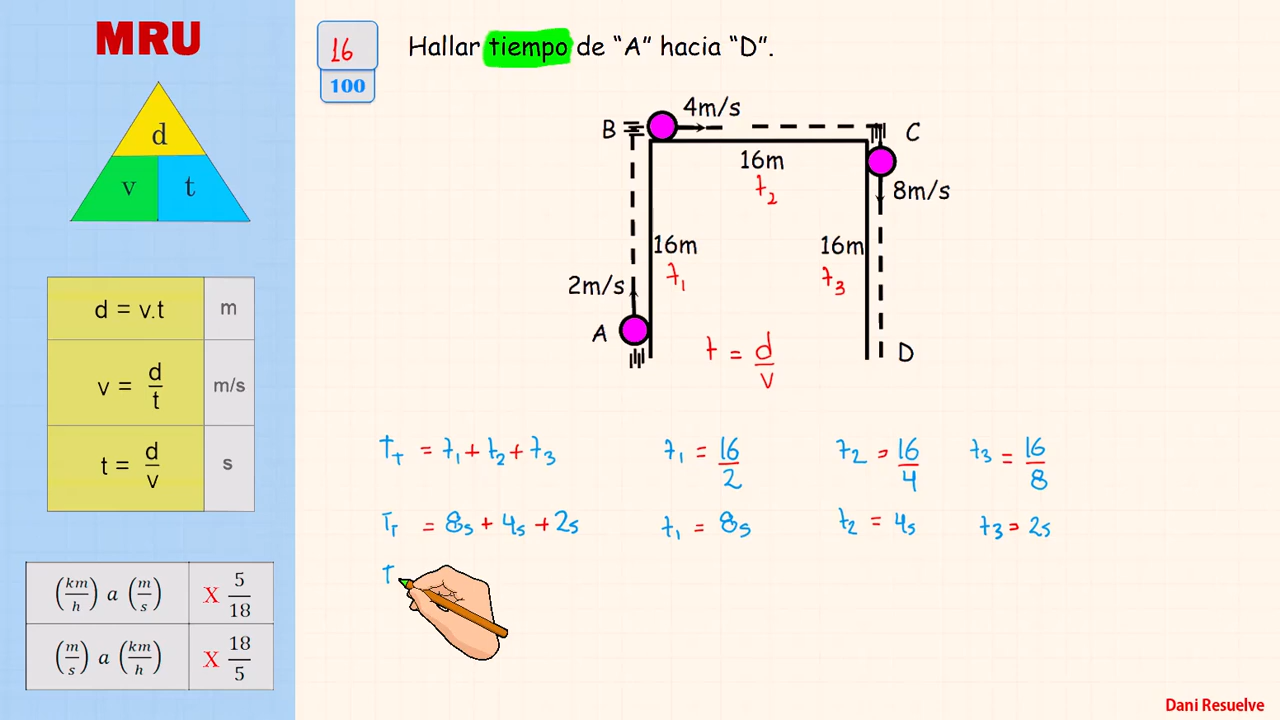 MRU
d
v t
d = v.t m
v = d/t m/s
t = d/v s
(km/h) a (m/s) X 5/18
(m/s) a (km/h) X 18/5
16
100
Hallar tiempo de “A” hacia “D”.
4m/s
B C
16m
t2
8m/s
16m 16m
t1 t3
2m/s
A
D
t = d/v
TT = t1 + t2 + t3 t1 = 16/2 t2 = 16/4 t3 = 16/8
TT = 8s + 4s + 2s t1 = 8s t2 = 4s t3 = 2s
T
Dani Resuelve